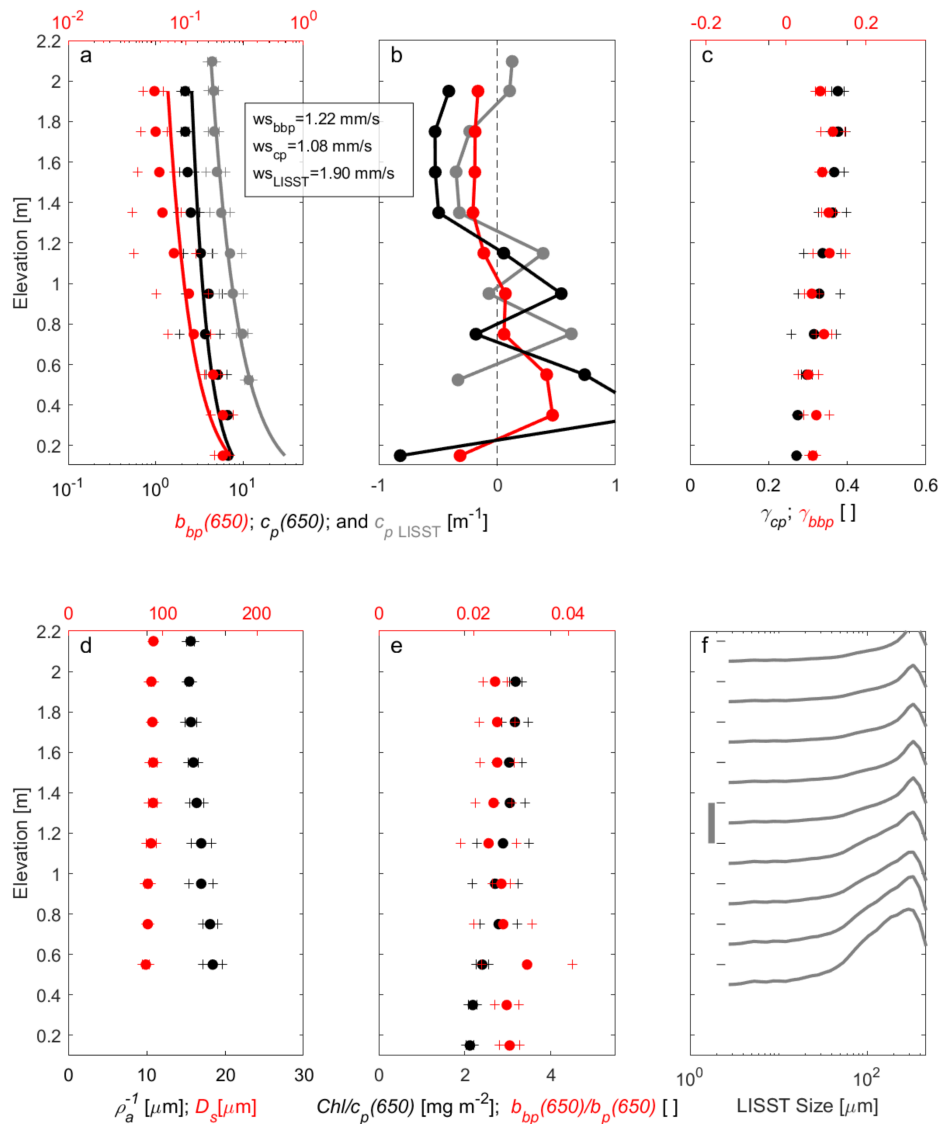 10^-2 10^-1 10^0
-0.2 0 0.2
a
b
c
ws_bbp=1.22 mm/s
ws_cp=1.08 mm/s
ws_LISST=1.90 mm/s
Elevation [m]
2.2
2
1.8
1.6
1.4
1.2
1
0.8
0.6
0.4
0.2
10^-1 10^0 10^1
-1 0 1
0 0.2 0.4 0.6
b_bp(650); c_p(650); and c_p LISST [m^-1]
γ_cp; γ_bbp [ ]
0 100 200
0 0.02 0.04
d
e
f
Elevation [m]
2.2
2
1.8
1.6
1.4
1.2
1
0.8
0.6
0.4
0.2
0 10 20 30
0 2 4
10^0 10^2
ρ_a^-1 [μm]; D_s[μm]
Chl/c_p(650) [mg m^-2]; b_bp(650)/b_p(650) [ ]
LISST Size [μm]